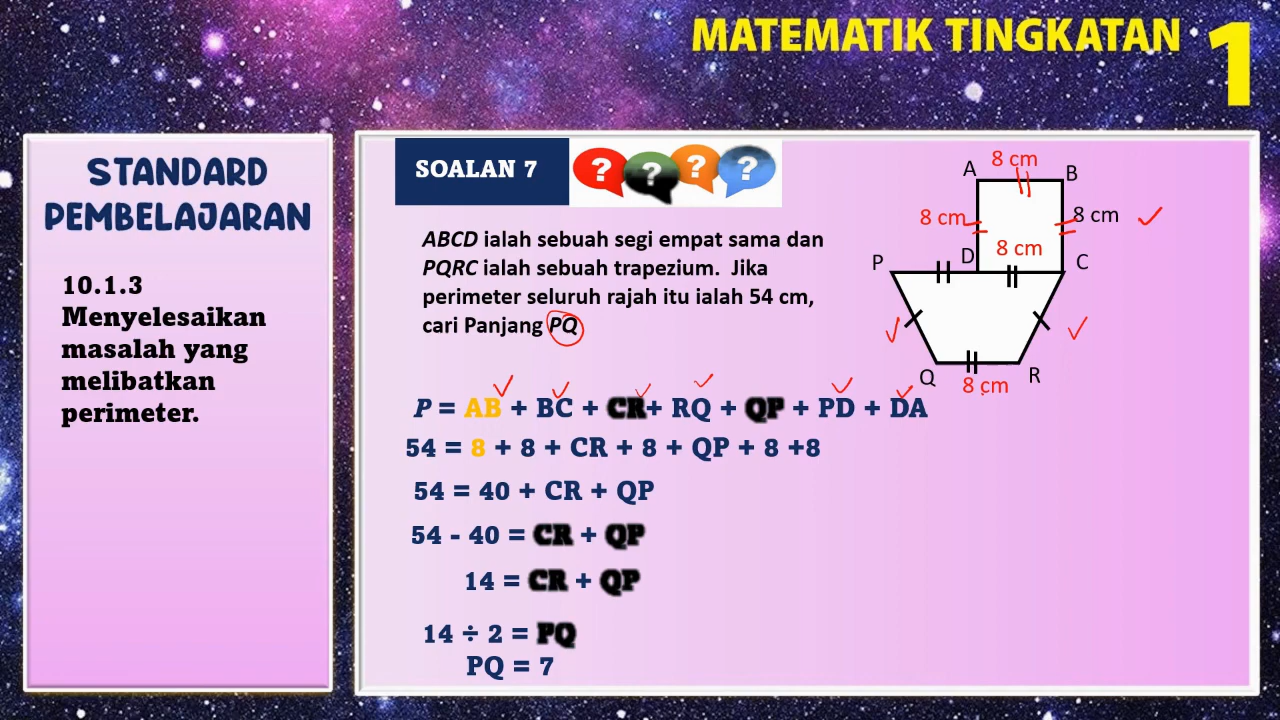 MATEMATIK TINGKATAN 1
STANDARD
PEMBELAJARAN
10.1.3
Menyelesaikan
masalah yang
melibatkan
perimeter.
SOALAN 7
? ? ? ?
ABCD ialah sebuah segi empat sama dan
PQRC ialah sebuah trapezium. Jika
perimeter seluruh rajah itu ialah 54 cm,
cari Panjang PQ
8 cm
A B
8 cm 8 cm
8 cm
P D C
Q R
8 cm
P = AB + BC + CR+ RQ + QP + PD + DA
54 = 8 + 8 + CR + 8 + QP + 8 +8
54 = 40 + CR + QP
54 - 40 = CR + QP
14 = CR + QP
14 ÷ 2 = PQ
PQ = 7